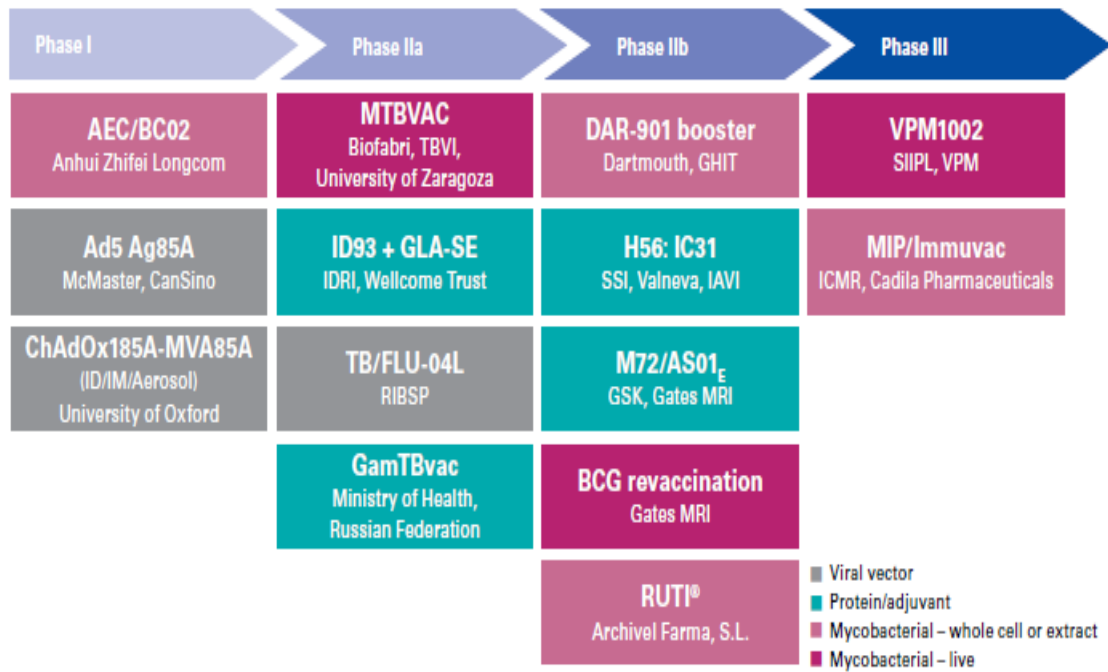 Phase I
Phase IIa
Phase IIb
Phase III
AEC/BC02
Anhui Zhifei Longcom
MTBVAC
Biofabri, TBVI,
University of Zaragoza
DAR-901 booster
Dartmouth, GHIT
VPM1002
SIIPL, VPM
Ad5 Ag85A
McMaster, CanSino
ID93 + GLA-SE
IDRI, Wellcome Trust
H56: IC31
SSI, Valneva, IAVI
MIP/Immuvac
ICMR, Cadila Pharmaceuticals
ChAdOx185A-MVA85A
(ID/IM/Aerosol)
University of Oxford
TB/FLU-04L
RIBSP
M72/AS01E
GSK, Gates MRI
GamTBvac
Ministry of Health,
Russian Federation
BCG revaccination
Gates MRI
RUTI®
Archivel Farma, S.L.
Viral vector
Protein/adjuvant
Mycobacterial – whole cell or extract
Mycobacterial – live